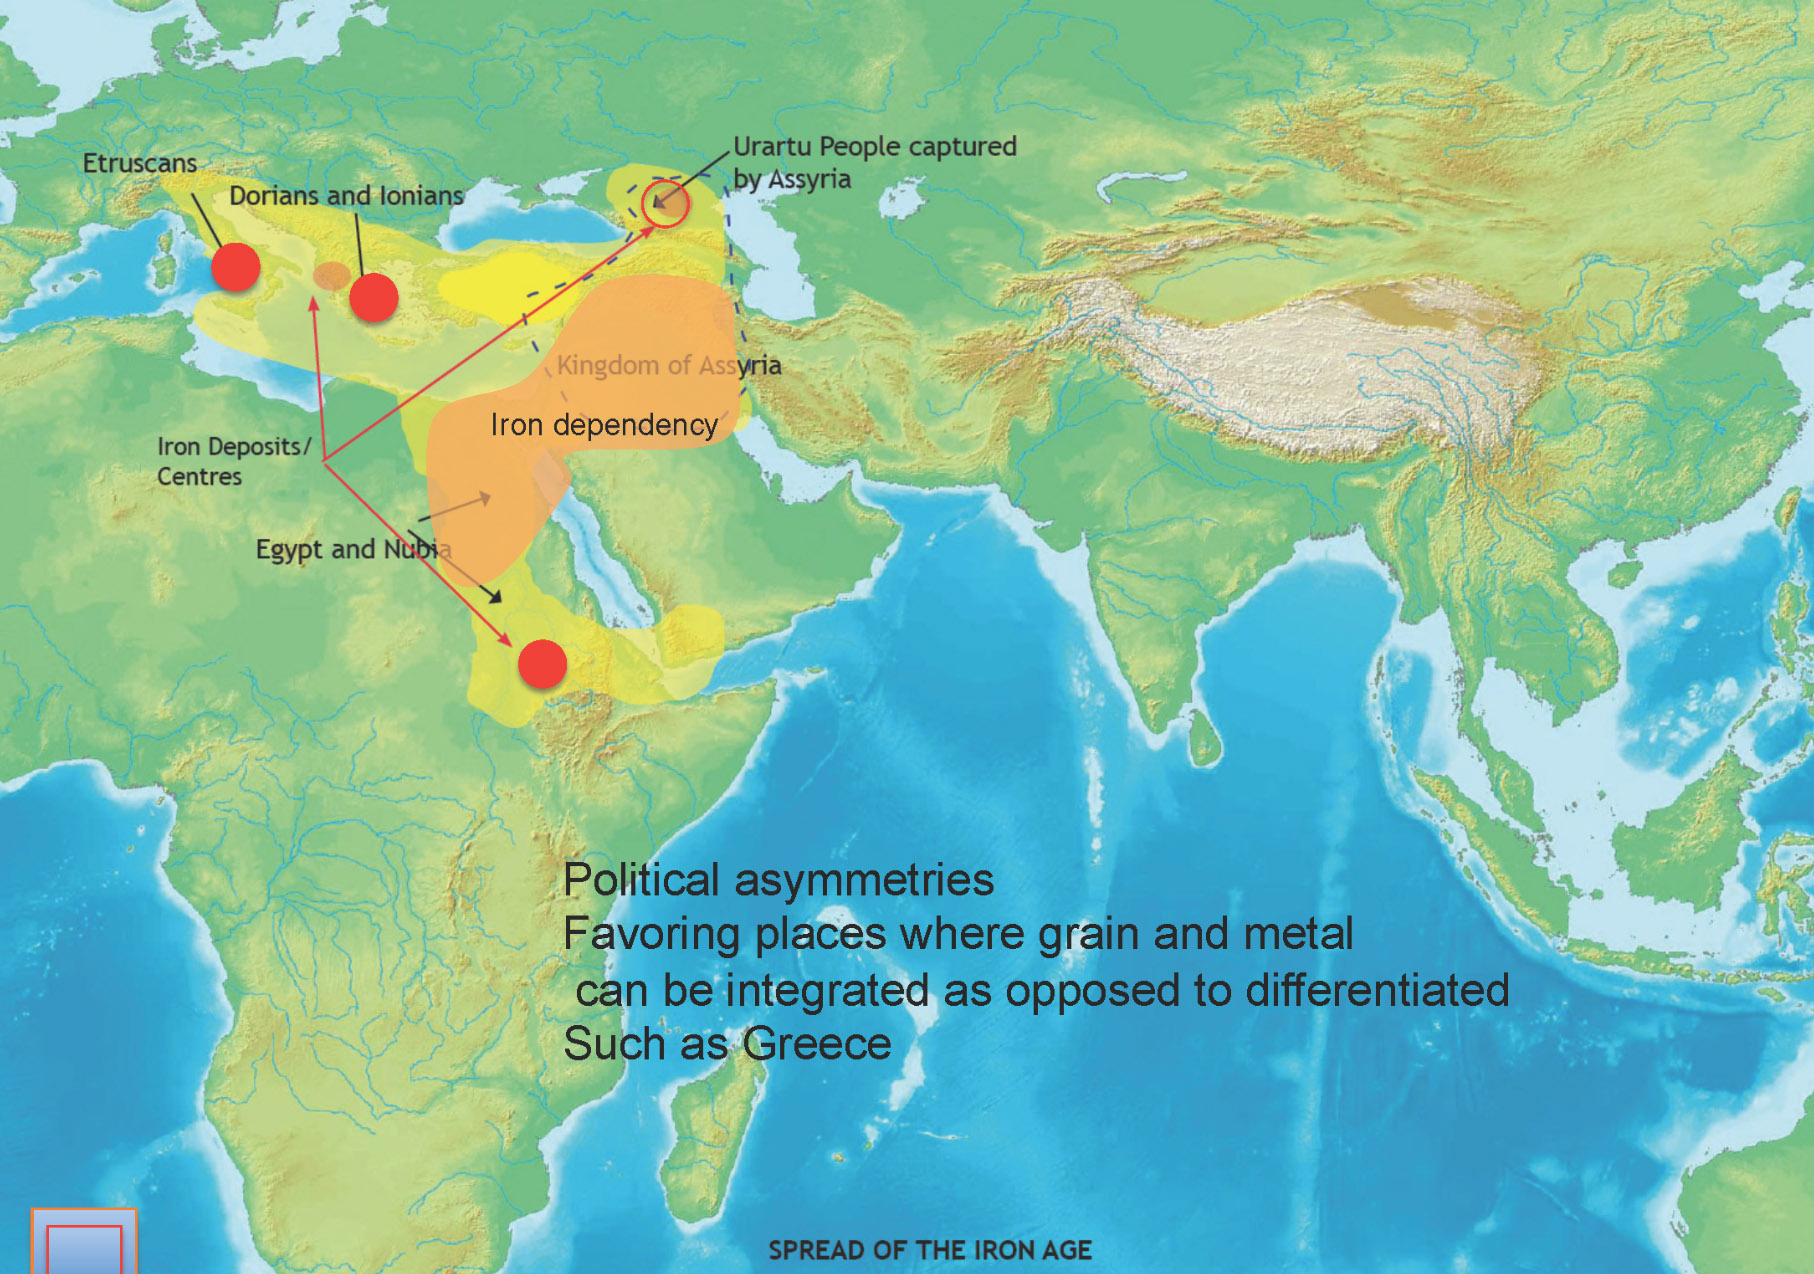 Urartu People captured
by Assyria
Etruscans
Dorians and Ionians
Kingdom of Assyria
Iron dependency
Iron Deposits/
Centres
Egypt and Nubia
Political asymmetries
Favoring places where grain and metal
can be integrated as opposed to differentiated
Such as Greece
SPREAD OF THE IRON AGE